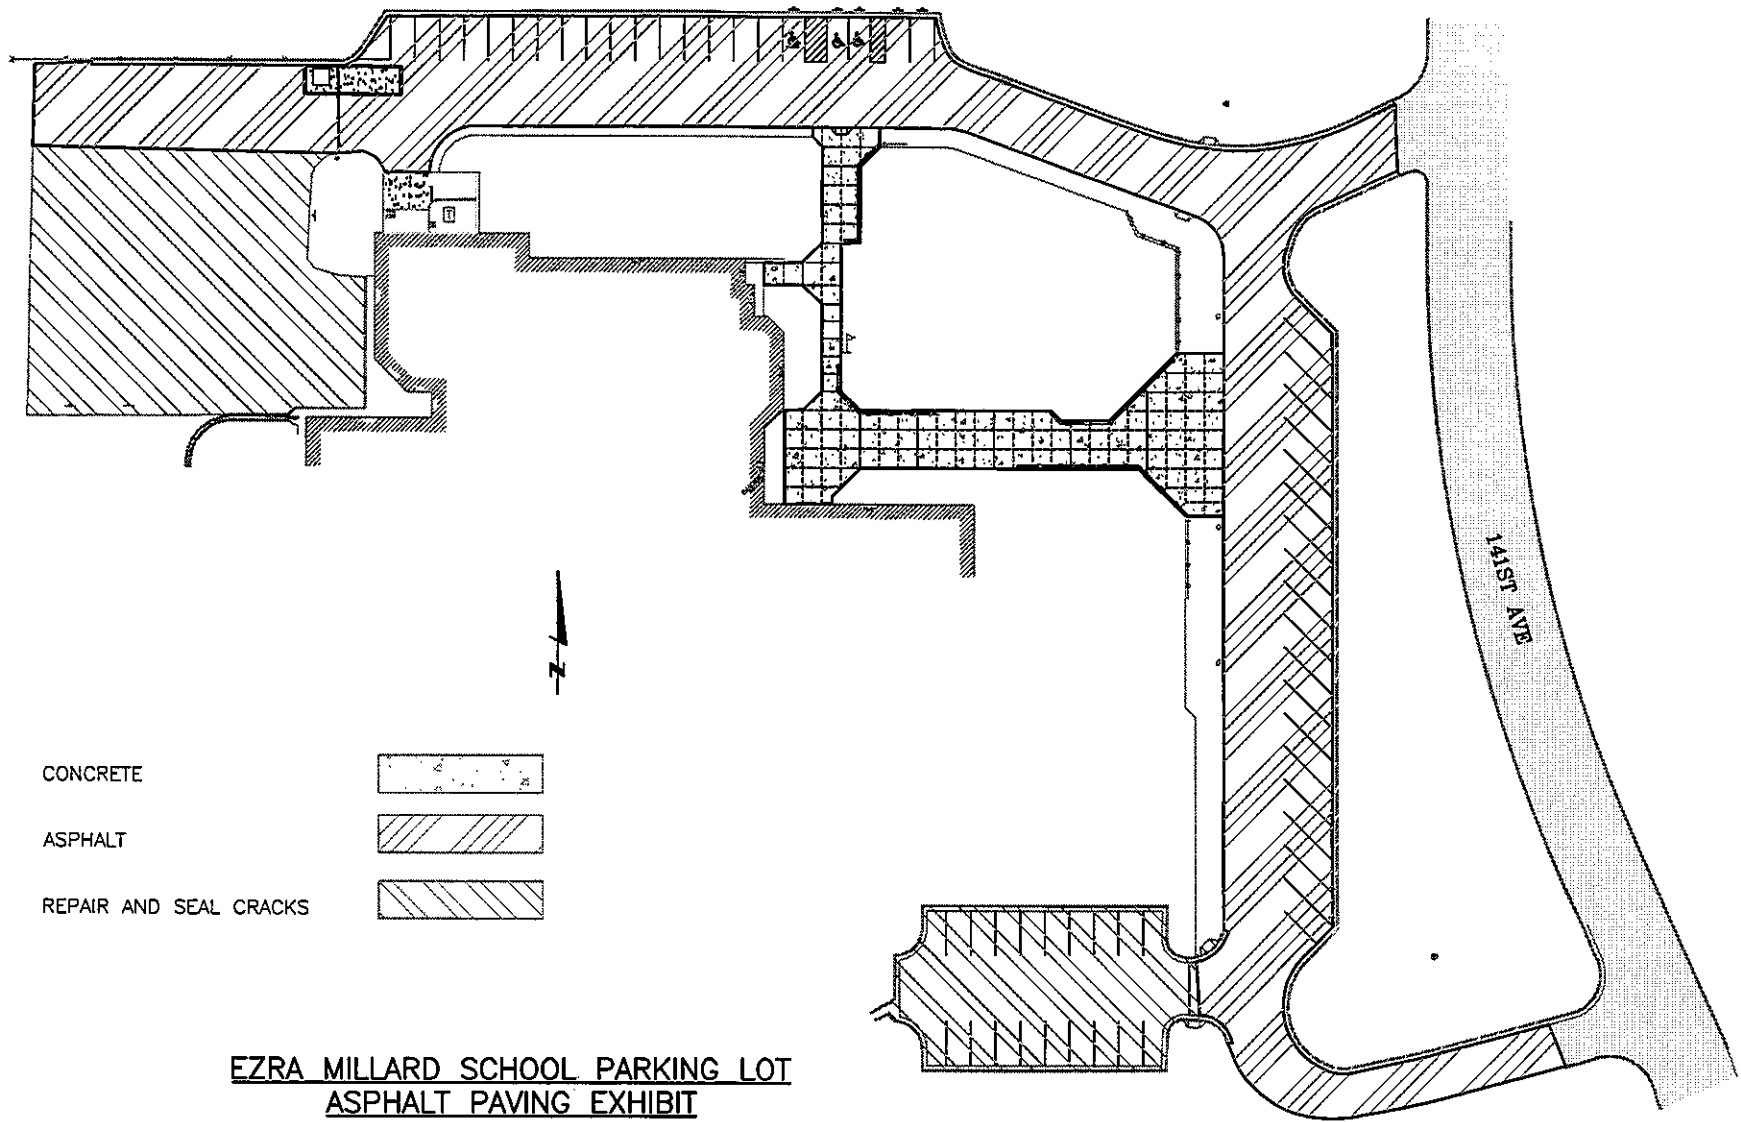 141ST AVE
N
CONCRETE
ASPHALT
REPAIR AND SEAL CRACKS
EZRA MILLARD SCHOOL PARKING LOT
ASPHALT PAVING EXHIBIT